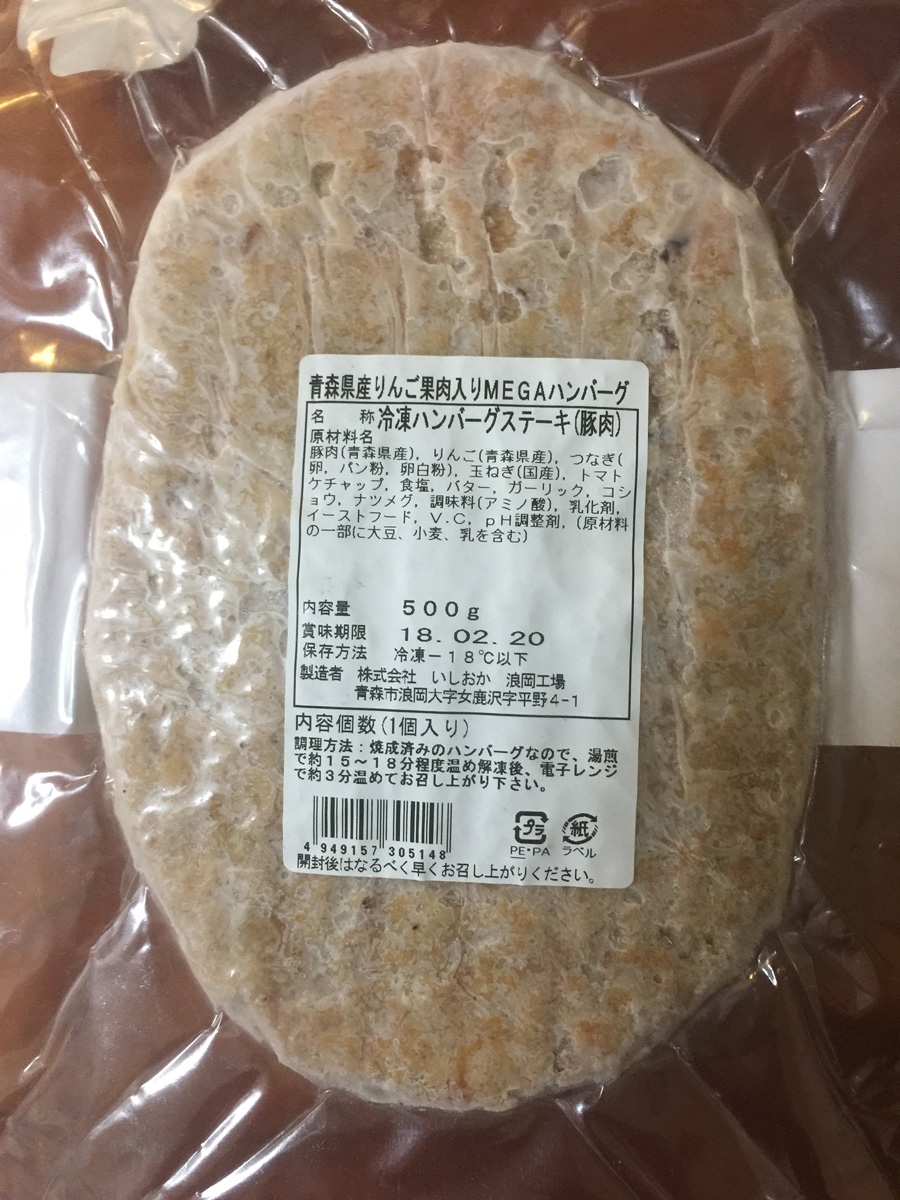 青森県産りんご果肉入りMEGAハンバーグ
名　称 冷凍ハンバーグステーキ(豚肉)
原材料名
豚肉(青森県産)，りんご(青森県産)，つなぎ(
卵，パン粉，卵白粉)，玉ねぎ(国産)，トマト
ケチャップ，食塩，バター，ガーリック，コシ
ョウ，ナツメグ，調味料(アミノ酸)，乳化剤，
イーストフード，V.C，pH調整剤，(原材料
の一部に大豆、小麦、乳を含む)
内容量　500g
賞味期限　18.02.20
保存方法　冷凍－18℃以下
製造者　株式会社　いしおか　浪岡工場
青森市浪岡大字女鹿沢字平野4-1
内容個数(1個入り)
調理方法：焼成済みのハンバーグなので、湯煎
で約15～18分程度温め解凍後、電子レンジ
で約3分温めてお召し上がり下さい。
4 949157 305148
プラ 紙
PE・PA ラベル
開封後はなるべく早くお召し上がりください。